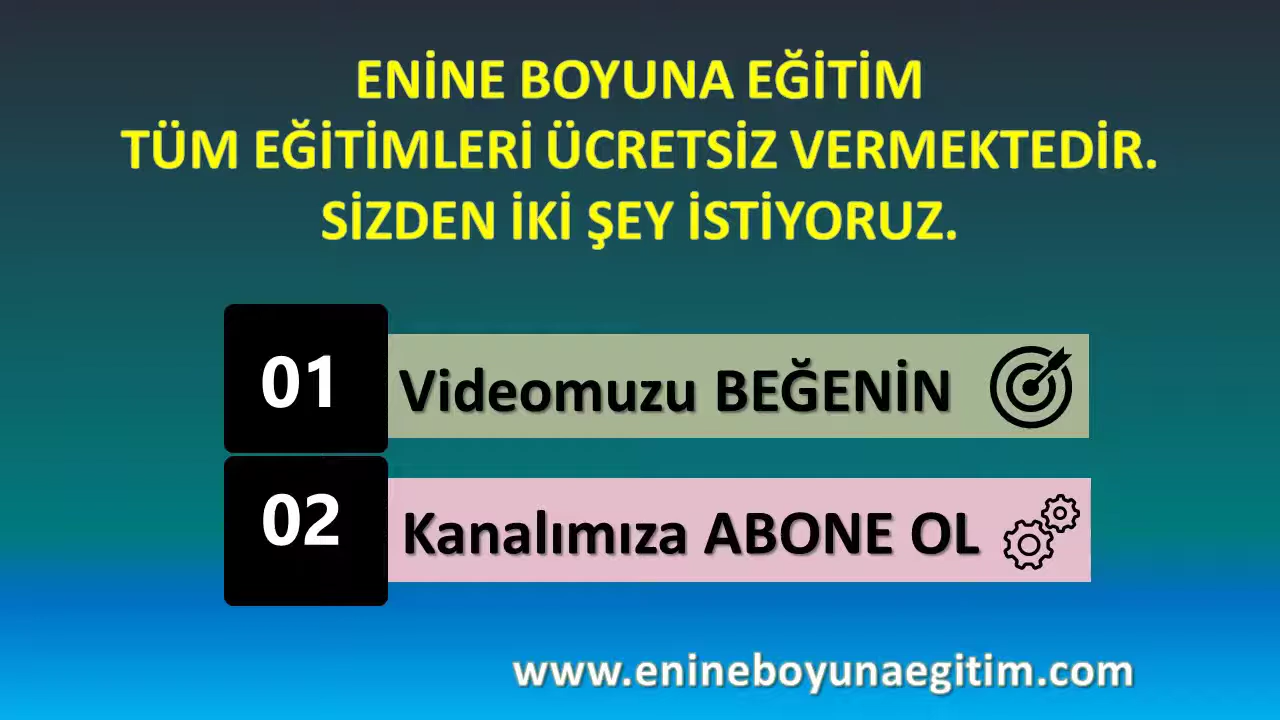 ENİNE BOYUNA EĞİTİM
TÜM EĞİTİMLERİ ÜCRETSİZ VERMEKTEDİR.
SİZDEN İKİ ŞEY İSTİYORUZ.
01
Videomuzu BEĞENİN
02
Kanalımıza ABONE OL
www.enineboyunaegitim.com